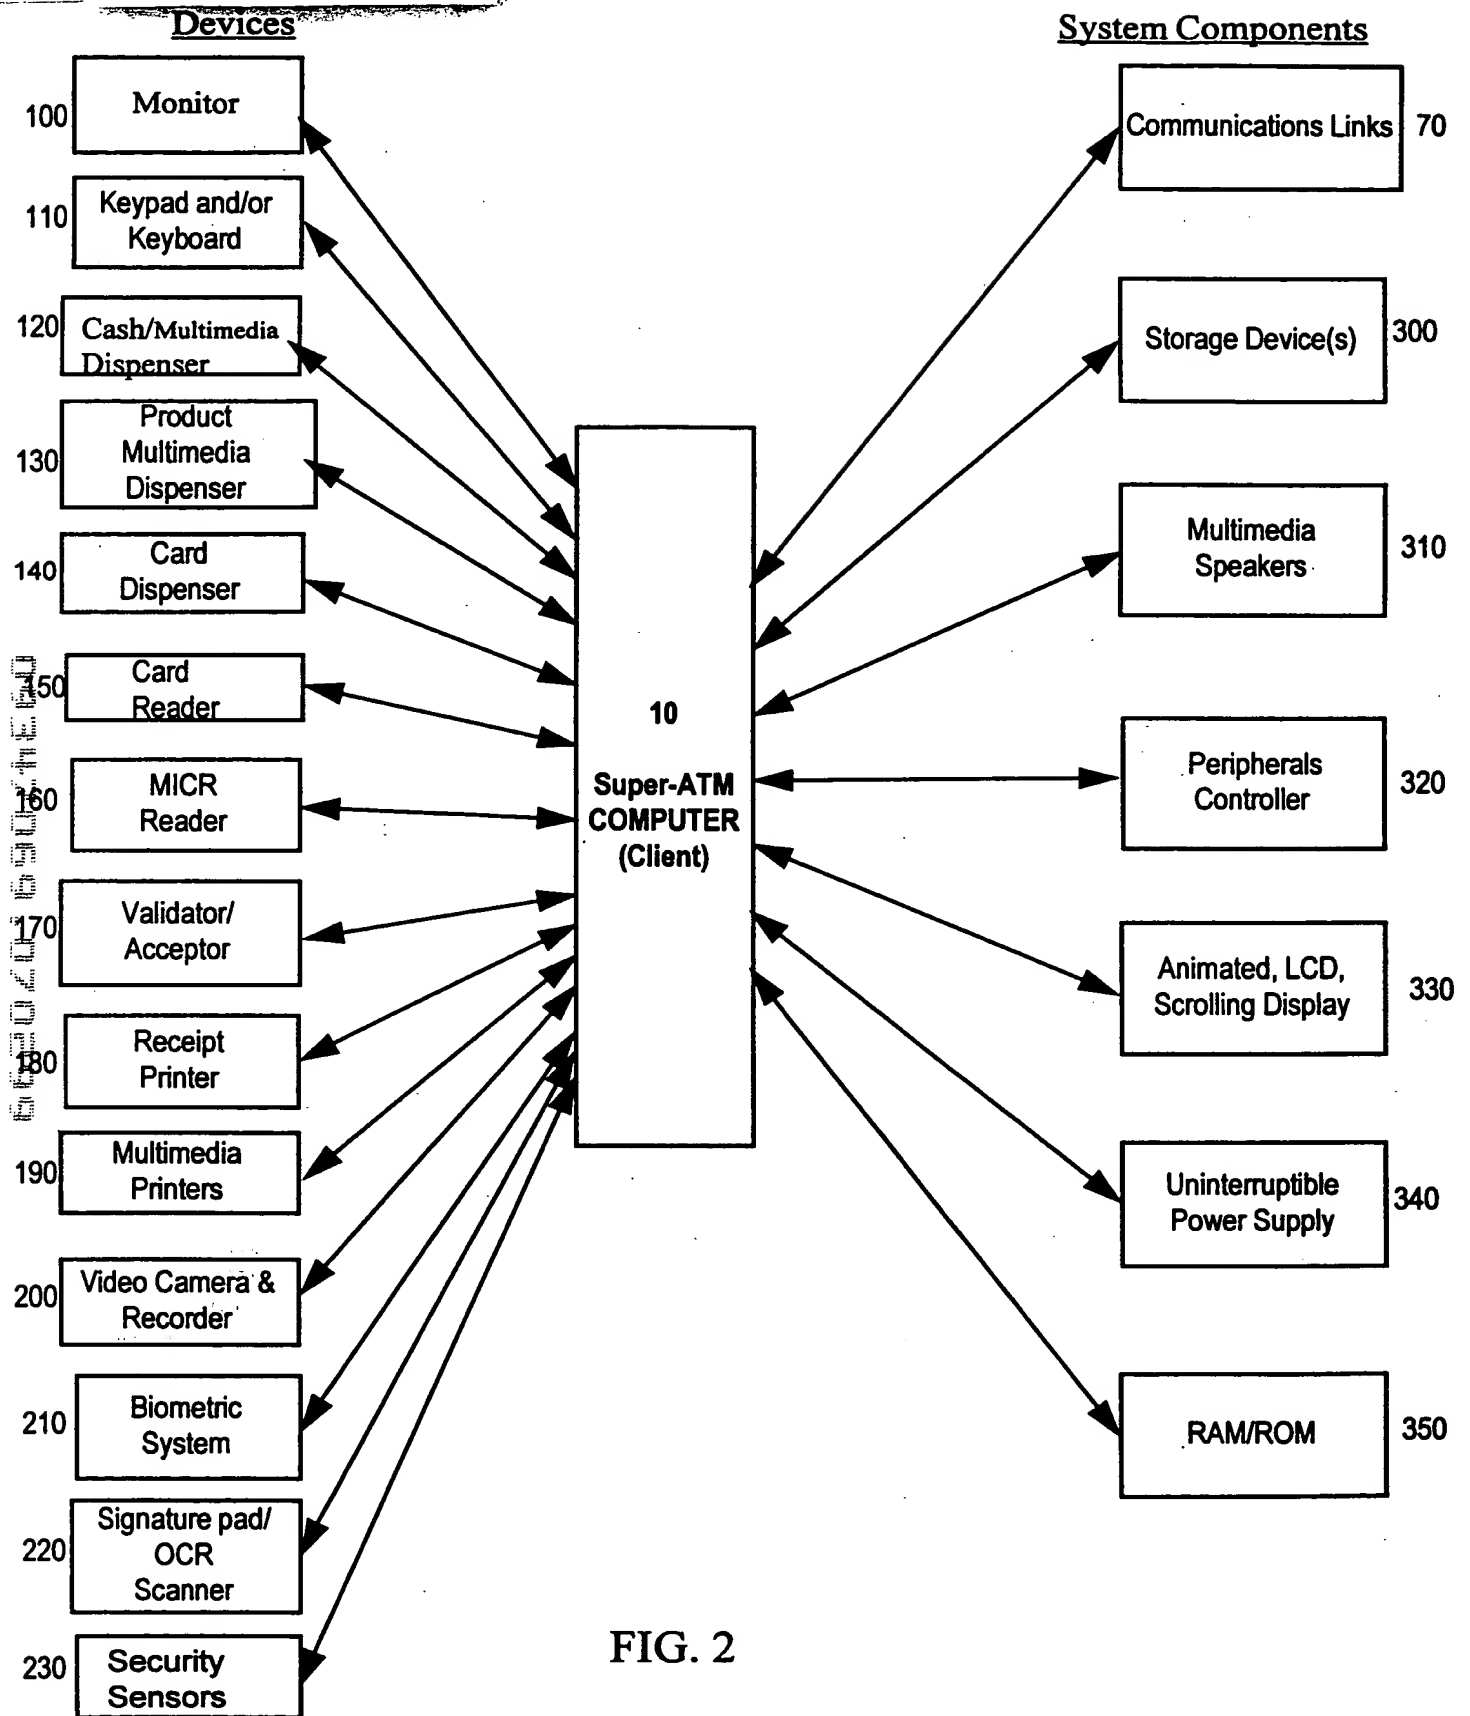 Devices
100
Monitor
110
Keypad and/or
Keyboard
120
Cash/Multimedia
Dispenser
130
Product
Multimedia
Dispenser
140
Card
Dispenser
150
Card
Reader
160
MICR
Reader
170
Validator/
Acceptor
180
Receipt
Printer
190
Multimedia
Printers
200
Video Camera &
Recorder
210
Biometric
System
220
Signature pad/
OCR
Scanner
230
Security
Sensors
10
Super-ATM
COMPUTER
(Client)
System Components
Communications Links
70
Storage Device(s)
300
Multimedia
Speakers
310
Peripherals
Controller
320
Animated, LCD,
Scrolling Display
330
Uninterruptible
Power Supply
340
RAM/ROM
350
FIG. 2